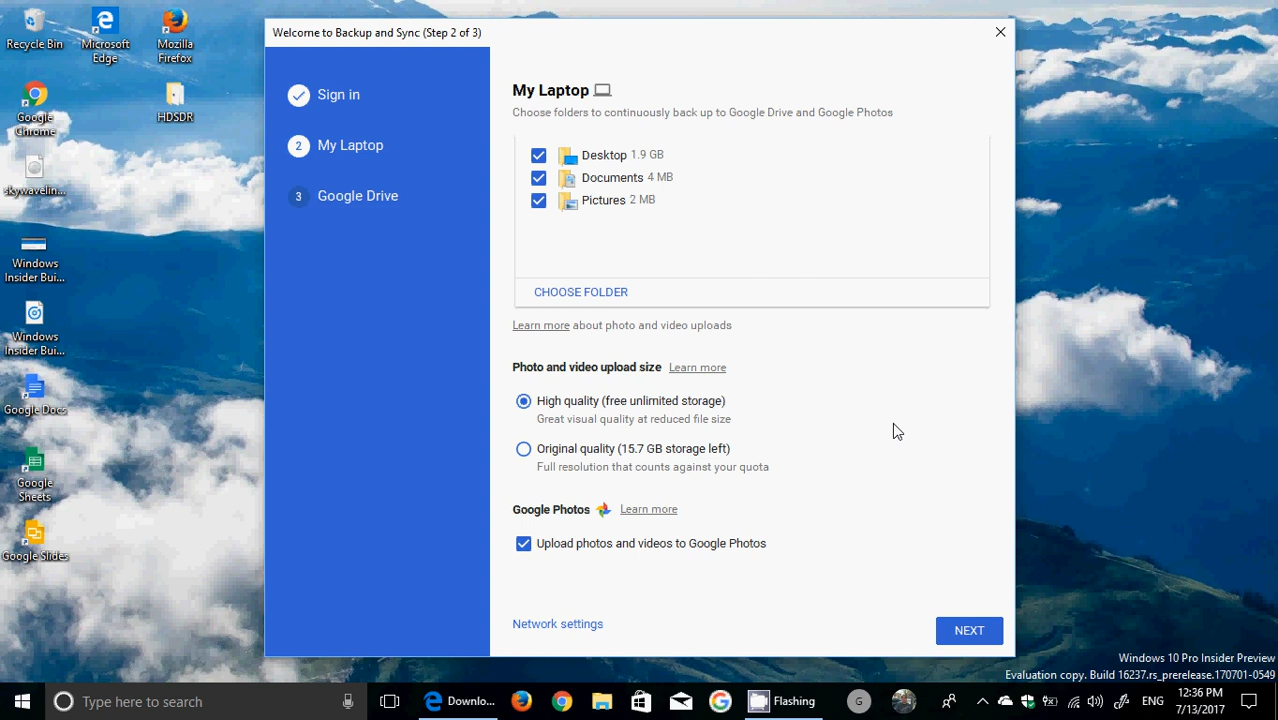 Recycle Bin
Microsoft
Edge
Mozilla
Firefox
Google
Chrome
HDSDR
skywavelin...
Windows
Insider Bui...
Windows
Insider Bui...
Google Docs
Google
Sheets
Google Slides
Welcome to Backup and Sync (Step 2 of 3)
Sign in
2 My Laptop
3 Google Drive
My Laptop
Choose folders to continuously back up to Google Drive and Google Photos
Desktop 1.9 GB
Documents 4 MB
Pictures 2 MB
CHOOSE FOLDER
Learn more about photo and video uploads
Photo and video upload size Learn more
High quality (free unlimited storage)
Great visual quality at reduced file size
Original quality (15.7 GB storage left)
Full resolution that counts against your quota
Google Photos Learn more
Upload photos and videos to Google Photos
Network settings
NEXT
Windows 10 Pro Insider Preview
Evaluation copy. Build 16237.rs_prerelease.170701-0549
Type here to search
Downlo...
Flashing
G
ENG
12:36 PM
7/13/2017